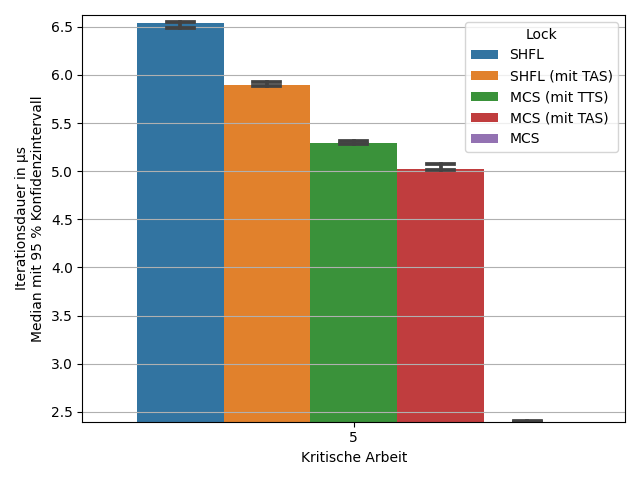 Iterationsdauer in µs
Median mit 95 % Konfidenzintervall
6.5
6.0
5.5
5.0
4.5
4.0
3.5
3.0
2.5
Lock
SHFL
SHFL (mit TAS)
MCS (mit TTS)
MCS (mit TAS)
MCS
5
Kritische Arbeit